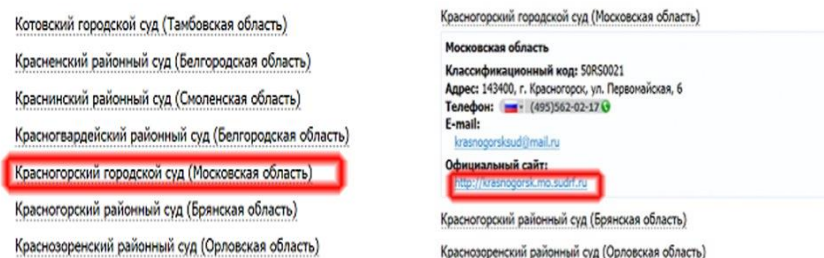 Котовский городской суд (Тамбовская область)
Красненский районный суд (Белгородская область)
Краснинский районный суд (Смоленская область)
Красногвардейский районный суд (Белгородская область)
Красногорский городской суд (Московская область)
Красногорский районный суд (Брянская область)
Краснозоренский районный суд (Орловская область)
Красногорский городской суд (Московская область)
Московская область
Классификационный код: 50RS0021
Адрес: 143400, г. Красногорск, ул. Первомайская, 6
Телефон: (495)562-02-17
E-mail:
krasnogorsksud@mail.ru
Официальный сайт:
http://krasnogorsk.mo.sudrf.ru
Красногорский районный суд (Брянская область)
Краснозоренский районный суд (Орловская область)